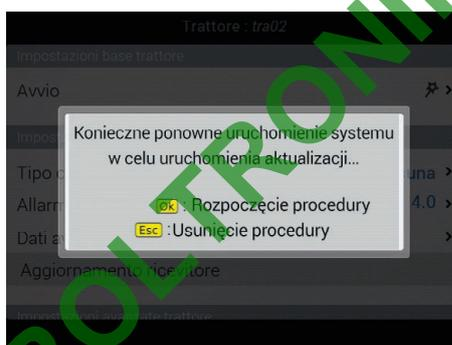 Trattore : tra02
Impostazioni base trattore
Avvio
Konieczne ponowne uruchomienie systemu
w celu uruchomienia aktualizacji...
Ok : Rozpoczęcie procedury
Esc : Usunięcie procedury
Tipo
una
Allarm
4.0
Dati
Aggiornamento ricevitore
Impostazioni avanzate trattore